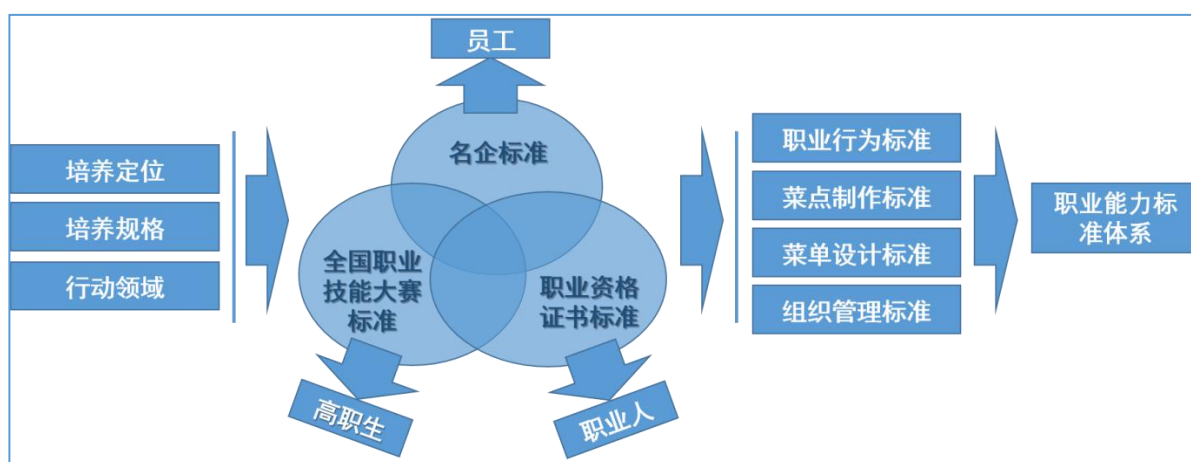 员工
名企标准
培养定位
培养规格
行动领域
全国职业
技能大赛
标准
职业资格
证书标准
高职生
职业人
职业行为标准
菜点制作标准
菜单设计标准
组织管理标准
职业能力标
准体系